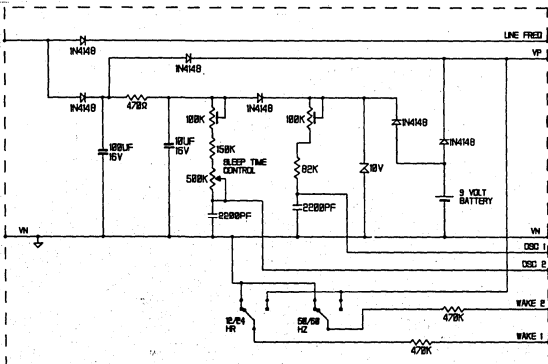 1N4148
LINE FREQ
1N4148
VP
1N4148
470Ω
1N4148
100K
100K
1N4148
1N4148
100UF
16V
10UF
16V
150K
SLEEP TIME
CONTROL
500K
82K
10V
9 VOLT
BATTERY
2200PF
2200PF
VN
VN
OSC 1
OSC 2
12/24
HR
50/60
HZ
470K
WAKE 2
470K
WAKE 1